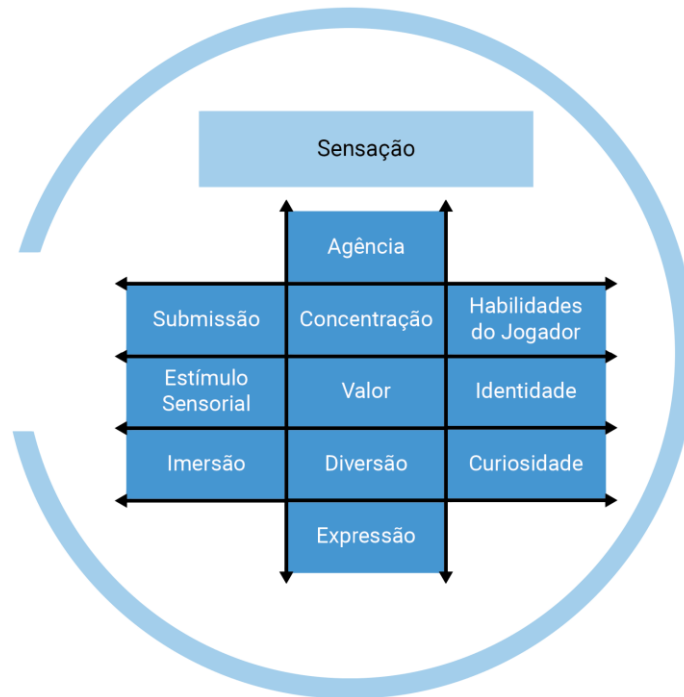 Sensação
Agência
Submissão
Concentração
Habilidades
do Jogador
Estímulo
Sensorial
Valor
Identidade
Imersão
Diversão
Curiosidade
Expressão